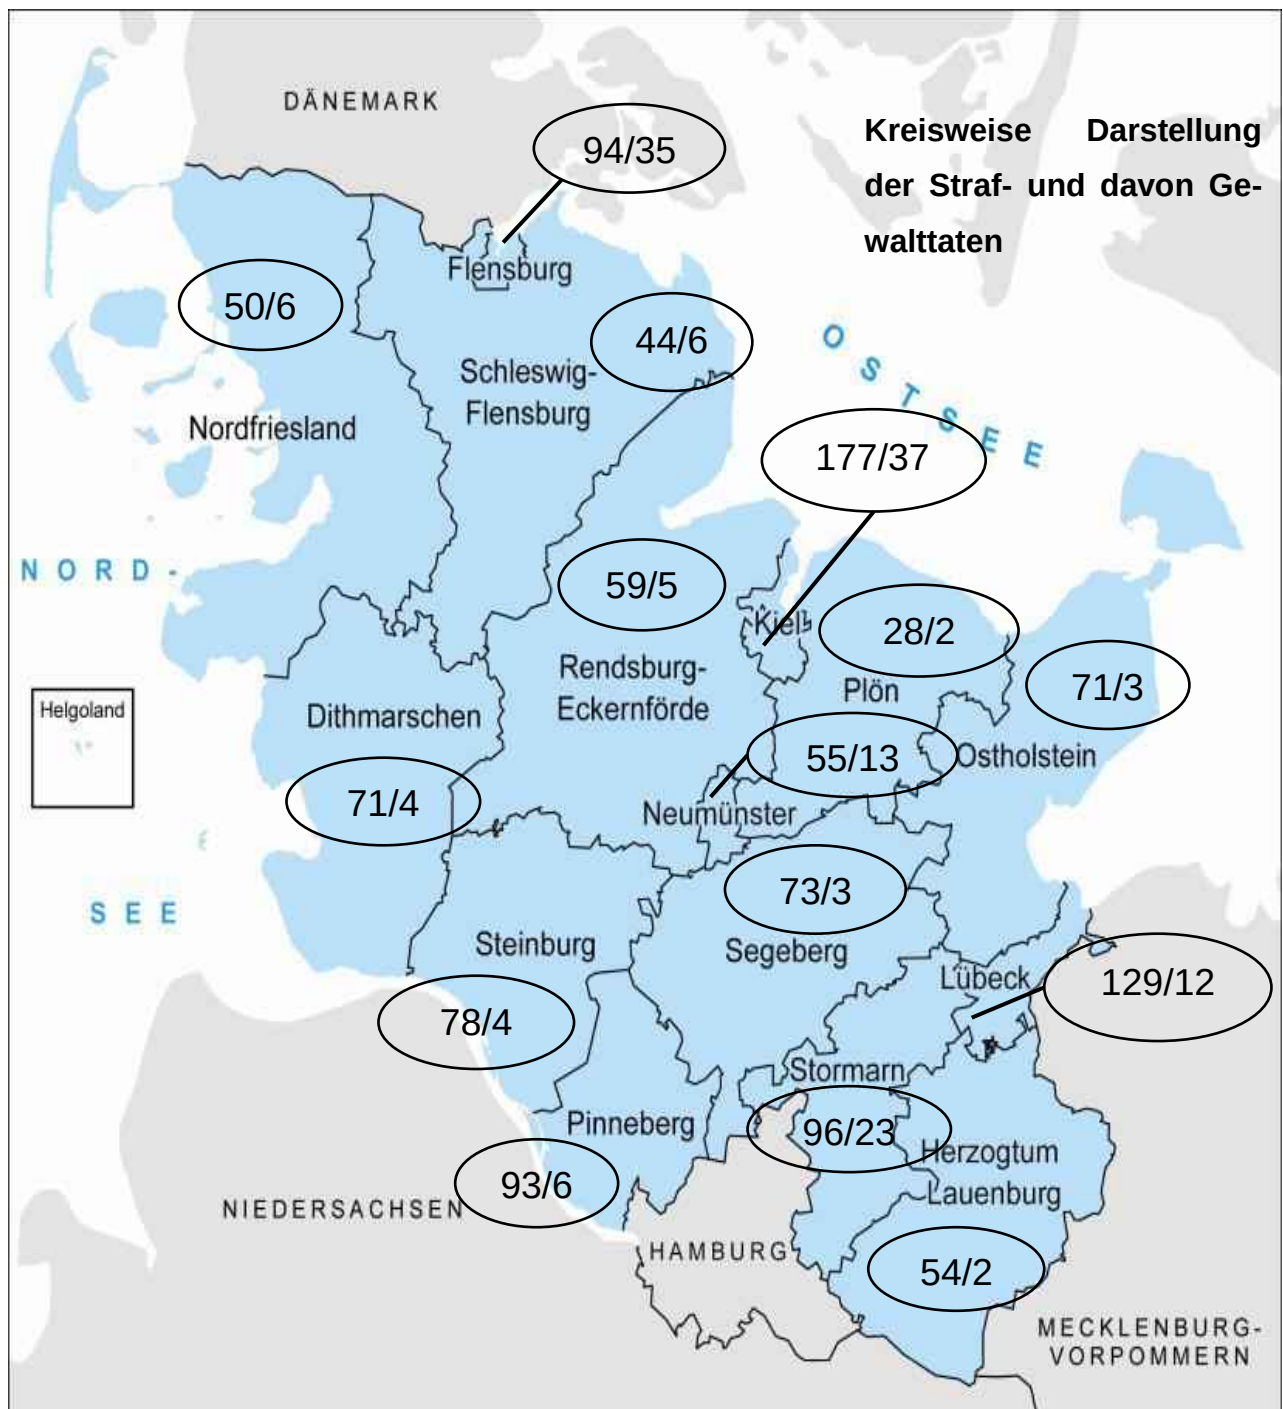 DÄNEMARK
94/35
Kreisweise Darstellung
der Straf- und davon Ge-
walttaten
Flensburg
50/6
44/6
OSTSEE
Schleswig-
Flensburg
Nordfriesland
177/37
NORD-
59/5
Kiel
28/2
Rendsburg-
Eckernförde
Plön
71/3
Helgoland
Dithmarschen
55/13
Ostholstein
71/4
Neumünster
73/3
SEE
Steinburg
Segeberg
Lübeck
129/12
78/4
Stormarn
Pinneberg
96/23
Herzogtum
Lauenburg
93/6
NIEDERSACHSEN
HAMBURG
54/2
MECKLENBURG-
VORPOMMERN